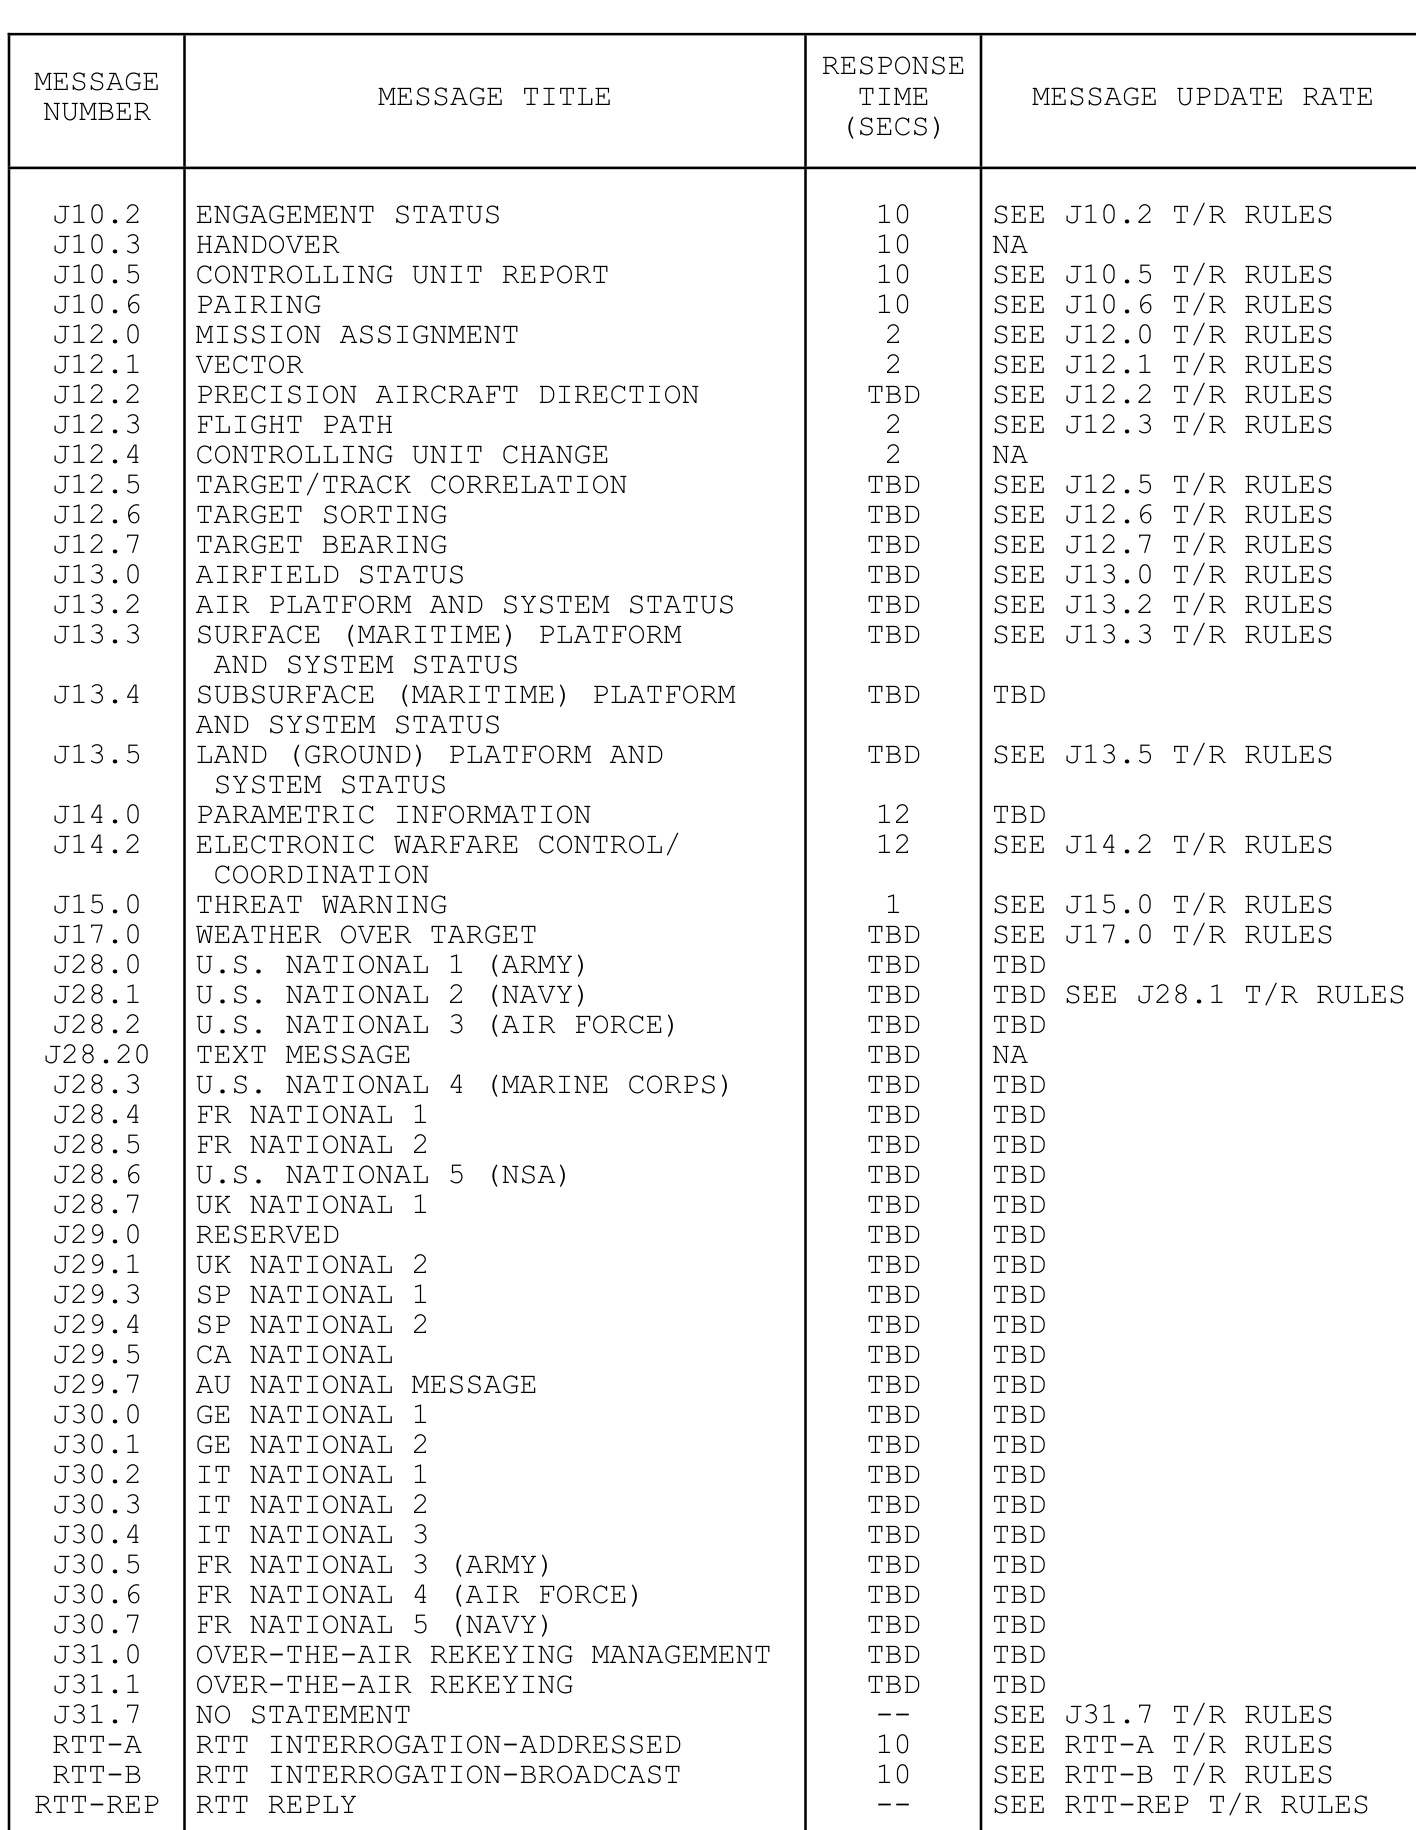 MESSAGE NUMBER | MESSAGE TITLE | RESPONSE TIME (SECS) | MESSAGE UPDATE RATE
J10.2 ENGAGEMENT STATUS 10 SEE J10.2 T/R RULES
J10.3 HANDOVER 10 NA
J10.5 CONTROLLING UNIT REPORT 10 SEE J10.5 T/R RULES
J10.6 PAIRING 10 SEE J10.6 T/R RULES
J12.0 MISSION ASSIGNMENT 2 SEE J12.0 T/R RULES
J12.1 VECTOR 2 SEE J12.1 T/R RULES
J12.2 PRECISION AIRCRAFT DIRECTION TBD SEE J12.2 T/R RULES
J12.3 FLIGHT PATH 2 SEE J12.3 T/R RULES
J12.4 CONTROLLING UNIT CHANGE 2 NA
J12.5 TARGET/TRACK CORRELATION TBD SEE J12.5 T/R RULES
J12.6 TARGET SORTING TBD SEE J12.6 T/R RULES
J12.7 TARGET BEARING TBD SEE J12.7 T/R RULES
J13.0 AIRFIELD STATUS TBD SEE J13.0 T/R RULES
J13.2 AIR PLATFORM AND SYSTEM STATUS TBD SEE J13.2 T/R RULES
J13.3 SURFACE (MARITIME) PLATFORM TBD SEE J13.3 T/R RULES
AND SYSTEM STATUS
J13.4 SUBSURFACE (MARITIME) PLATFORM TBD TBD
AND SYSTEM STATUS
J13.5 LAND (GROUND) PLATFORM AND TBD SEE J13.5 T/R RULES
SYSTEM STATUS
J14.0 PARAMETRIC INFORMATION 12 TBD
J14.2 ELECTRONIC WARFARE CONTROL/ 12 SEE J14.2 T/R RULES
COORDINATION
J15.0 THREAT WARNING 1 SEE J15.0 T/R RULES
J17.0 WEATHER OVER TARGET TBD SEE J17.0 T/R RULES
J28.0 U.S. NATIONAL 1 (ARMY) TBD TBD
J28.1 U.S. NATIONAL 2 (NAVY) TBD TBD SEE J28.1 T/R RULES
J28.2 U.S. NATIONAL 3 (AIR FORCE) TBD TBD
J28.20 TEXT MESSAGE TBD NA
J28.3 U.S. NATIONAL 4 (MARINE CORPS) TBD TBD
J28.4 FR NATIONAL 1 TBD TBD
J28.5 FR NATIONAL 2 TBD TBD
J28.6 U.S. NATIONAL 5 (NSA) TBD TBD
J28.7 UK NATIONAL 1 TBD TBD
J29.0 RESERVED TBD TBD
J29.1 UK NATIONAL 2 TBD TBD
J29.3 SP NATIONAL 1 TBD TBD
J29.4 SP NATIONAL 2 TBD TBD
J29.5 CA NATIONAL TBD TBD
J29.7 AU NATIONAL MESSAGE TBD TBD
J30.0 GE NATIONAL 1 TBD TBD
J30.1 GE NATIONAL 2 TBD TBD
J30.2 IT NATIONAL 1 TBD TBD
J30.3 IT NATIONAL 2 TBD TBD
J30.4 IT NATIONAL 3 TBD TBD
J30.5 FR NATIONAL 3 (ARMY) TBD TBD
J30.6 FR NATIONAL 4 (AIR FORCE) TBD TBD
J30.7 FR NATIONAL 5 (NAVY) TBD TBD
J31.0 OVER-THE-AIR REKEYING MANAGEMENT TBD TBD
J31.1 OVER-THE-AIR REKEYING TBD TBD
J31.7 NO STATEMENT -- SEE J31.7 T/R RULES
RTT-A RTT INTERROGATION-ADDRESSED 10 SEE RTT-A T/R RULES
RTT-B RTT INTERROGATION-BROADCAST 10 SEE RTT-B T/R RULES
RTT-REP RTT REPLY -- SEE RTT-REP T/R RULES